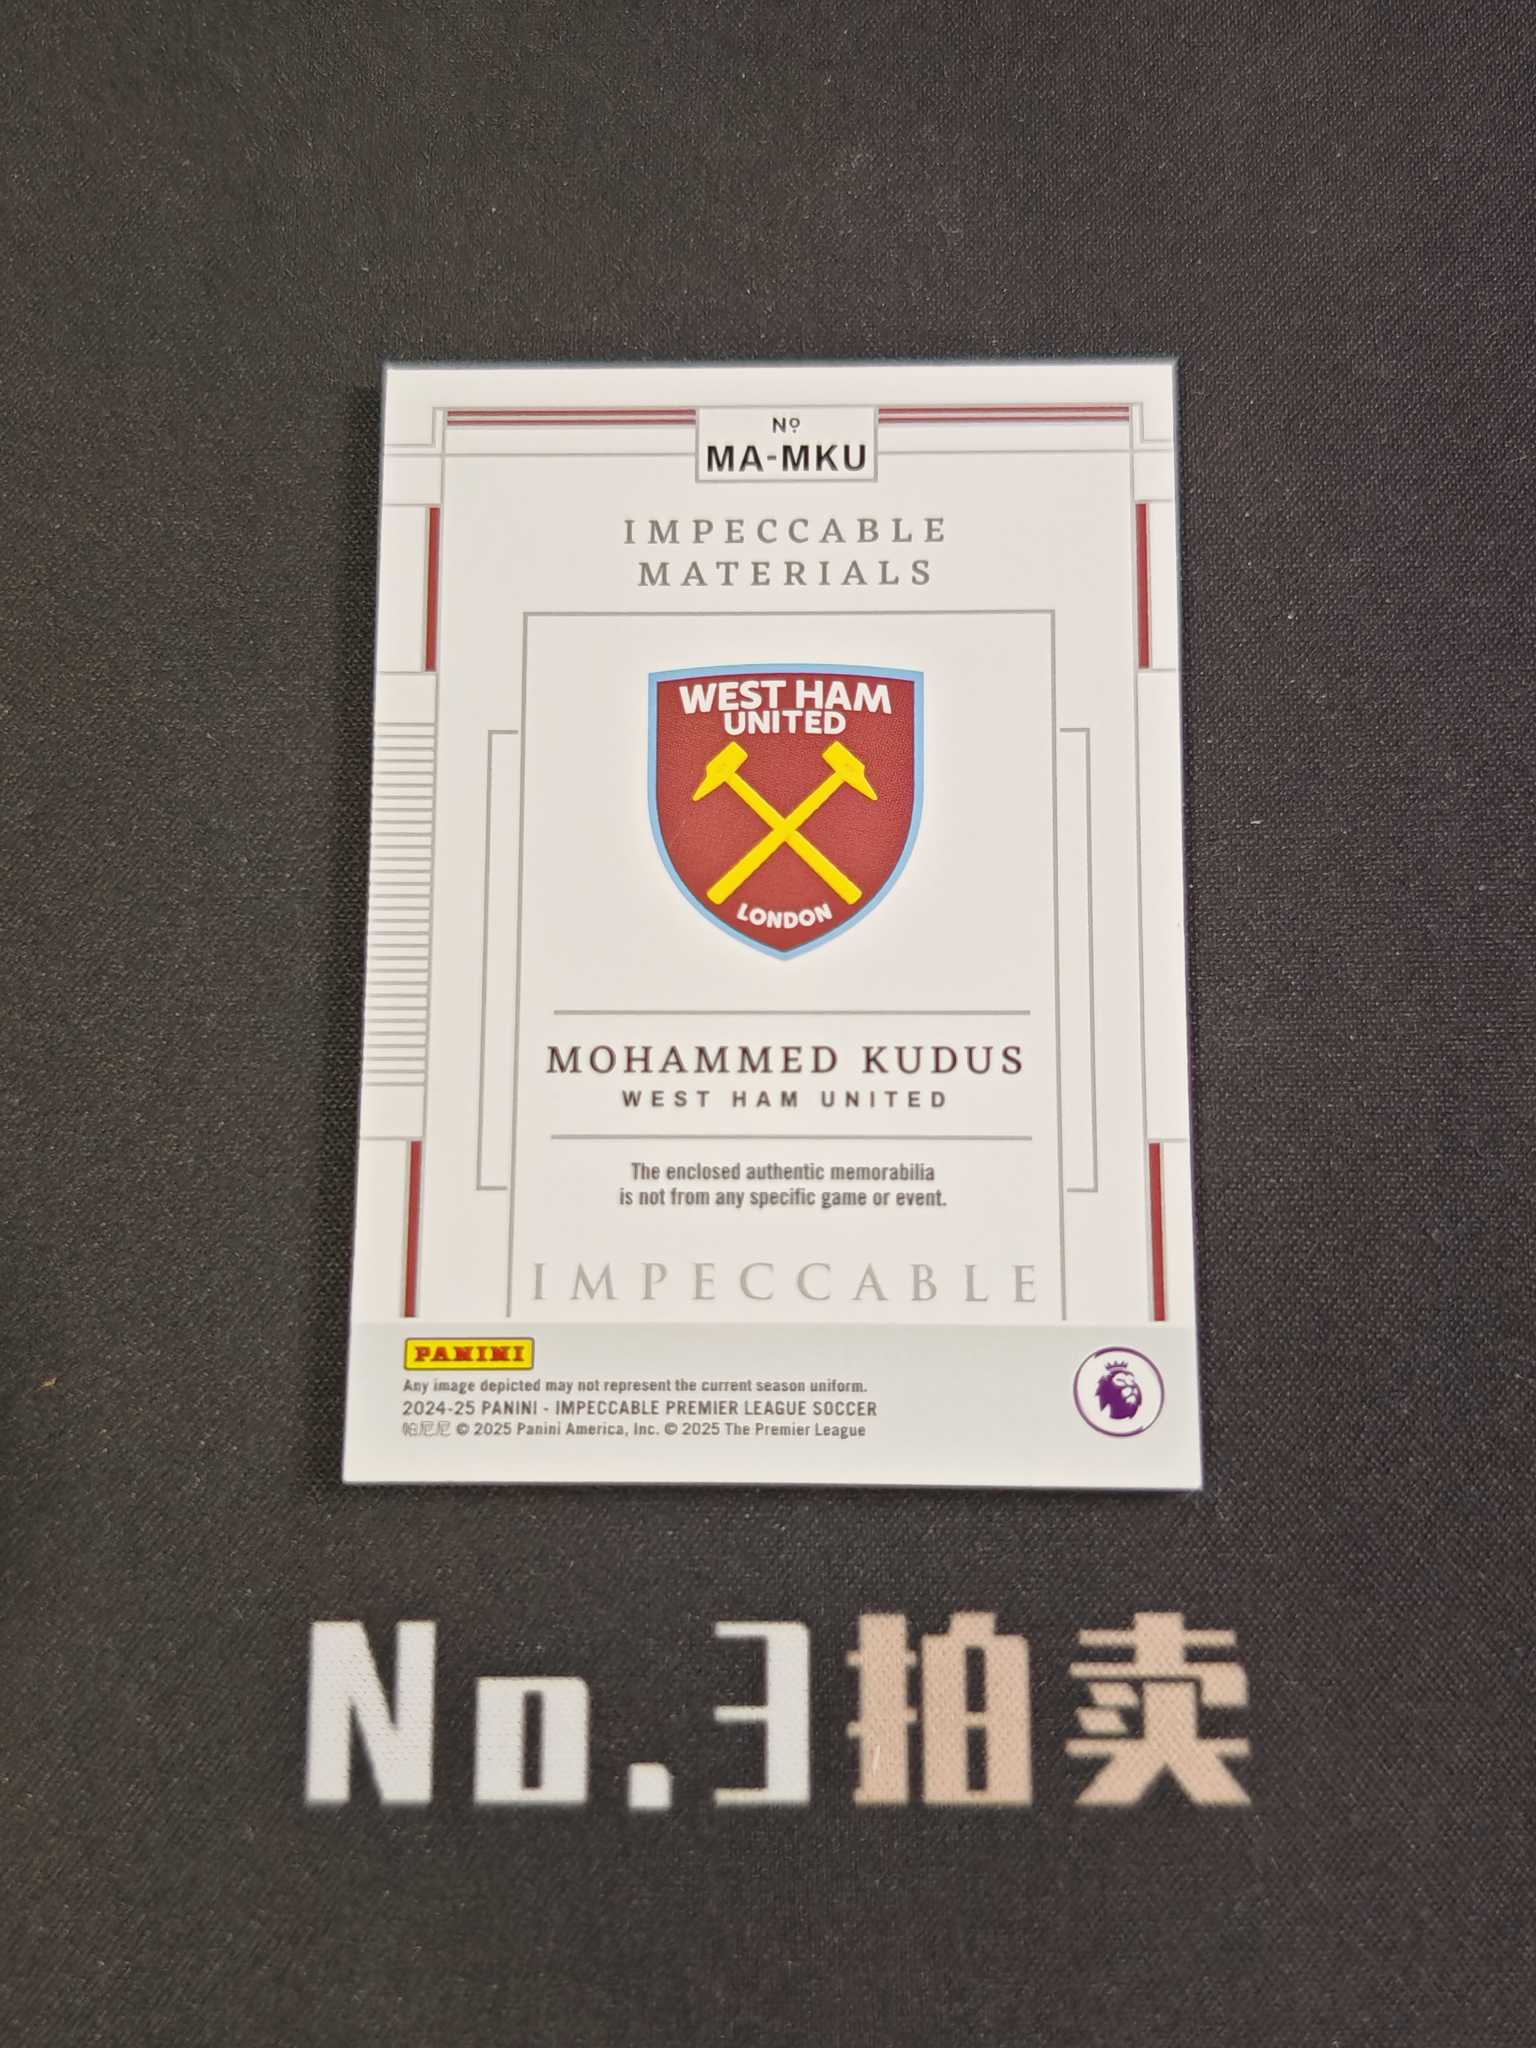 Nº
MA-MKU
IMPECCABLE
MATERIALS
WEST HAM
UNITED
LONDON
MOHAMMED KUDUS
WEST HAM UNITED
The enclosed authentic memorabilia
is not from any specific game or event.
IMPECCABLE
PANINI
Any image depicted may not represent the current season uniform.
2024-25 PANINI - IMPECCABLE PREMIER LEAGUE SOCCER
帕尼尼 © 2025 Panini America, Inc. © 2025 The Premier League
No.3拍卖